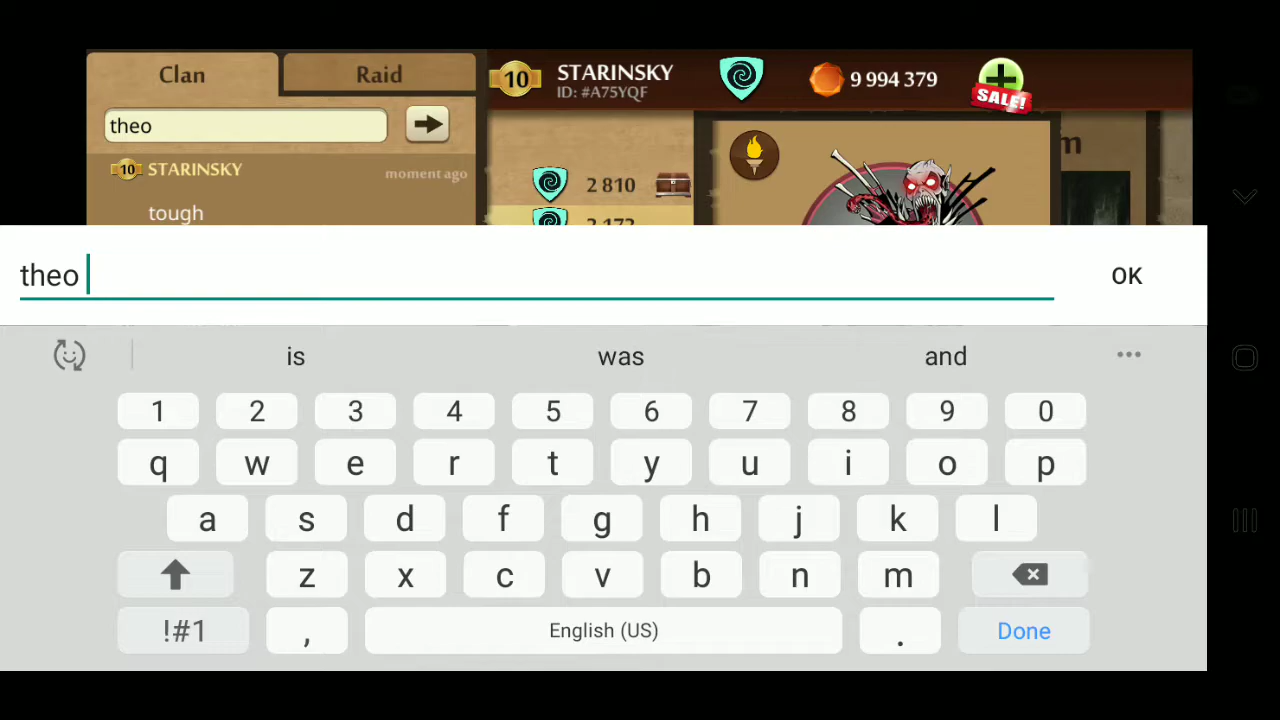 Clan
Raid
10 STARINSKY
ID: #A75YQF
9 994 379
SALE!
theo
10 STARINSKY
moment ago
tough
2 810
m
theo
OK
is
was
and
1 2 3 4 5 6 7 8 9 0
q w e r t y u i o p
a s d f g h j k l
z x c v b n m
!#1 , English (US) . Done